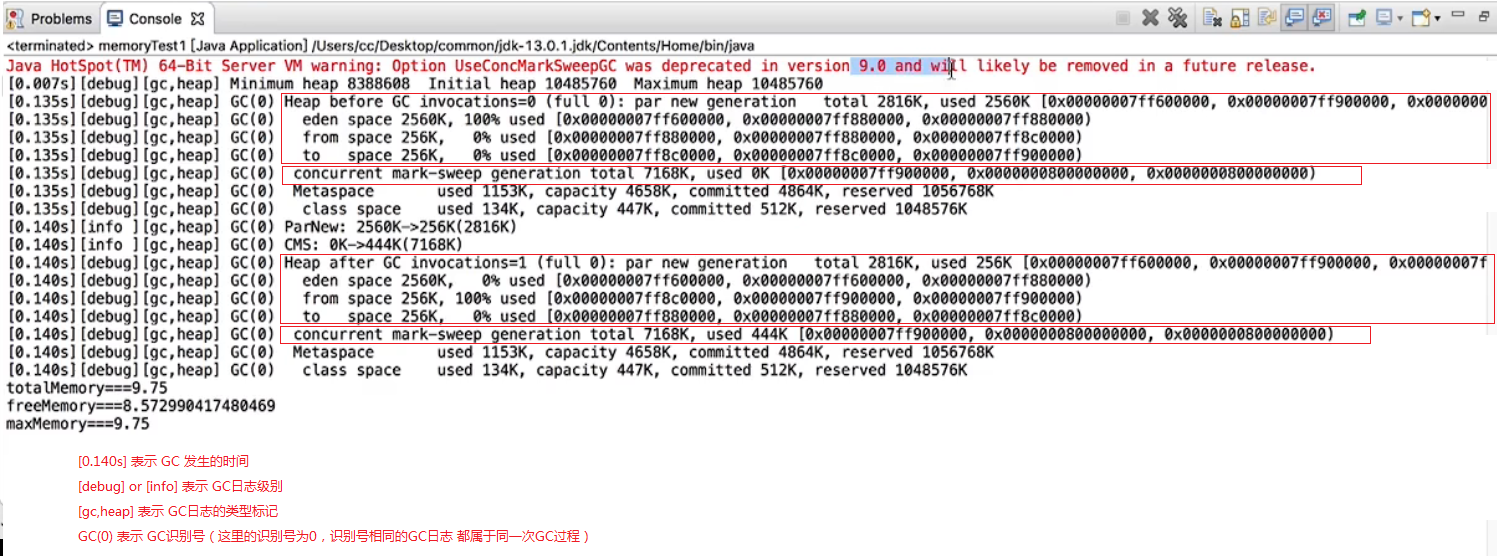 Problems Console
<terminated> memoryTest1 [Java Application] /Users/cc/Desktop/common/jdk-13.0.1.jdk/Contents/Home/bin/java
Java HotSpot(TM) 64-Bit Server VM warning: Option UseConcMarkSweepGC was deprecated in version 9.0 and will likely be removed in a future release.
[0.007s][debug][gc,heap] Minimum heap 8388608  Initial heap 10485760  Maximum heap 10485760
[0.135s][debug][gc,heap] GC(0) Heap before GC invocations=0 (full 0): par new generation   total 2816K, used 2560K [0x00000007ff600000, 0x00000007ff900000, 0x0000000
[0.135s][debug][gc,heap] GC(0)   eden space 2560K, 100% used [0x00000007ff600000, 0x00000007ff880000, 0x00000007ff880000)
[0.135s][debug][gc,heap] GC(0)   from space 256K,   0% used [0x00000007ff880000, 0x00000007ff880000, 0x00000007ff8c0000)
[0.135s][debug][gc,heap] GC(0)   to   space 256K,   0% used [0x00000007ff8c0000, 0x00000007ff8c0000, 0x00000007ff900000)
[0.135s][debug][gc,heap] GC(0)  concurrent mark-sweep generation total 7168K, used 0K [0x00000007ff900000, 0x0000000800000000, 0x0000000800000000)
[0.135s][debug][gc,heap] GC(0)  Metaspace       used 1153K, capacity 4658K, committed 4864K, reserved 1056768K
[0.135s][debug][gc,heap] GC(0)   class space    used 134K, capacity 447K, committed 512K, reserved 1048576K
[0.140s][info ][gc,heap] GC(0) ParNew: 2560K->256K(2816K)
[0.140s][info ][gc,heap] GC(0) CMS: 0K->444K(7168K)
[0.140s][debug][gc,heap] GC(0) Heap after GC invocations=1 (full 0): par new generation   total 2816K, used 256K [0x00000007ff600000, 0x00000007ff900000, 0x00000007f
[0.140s][debug][gc,heap] GC(0)   eden space 2560K,   0% used [0x00000007ff600000, 0x00000007ff600000, 0x00000007ff880000)
[0.140s][debug][gc,heap] GC(0)   from space 256K, 100% used [0x00000007ff8c0000, 0x00000007ff900000, 0x00000007ff900000)
[0.140s][debug][gc,heap] GC(0)   to   space 256K,   0% used [0x00000007ff880000, 0x00000007ff880000, 0x00000007ff8c0000)
[0.140s][debug][gc,heap] GC(0)  concurrent mark-sweep generation total 7168K, used 444K [0x00000007ff900000, 0x0000000800000000, 0x0000000800000000)
[0.140s][debug][gc,heap] GC(0)  Metaspace       used 1153K, capacity 4658K, committed 4864K, reserved 1056768K
[0.140s][debug][gc,heap] GC(0)   class space    used 134K, capacity 447K, committed 512K, reserved 1048576K
totalMemory===9.75
freeMemory===8.572990417480469
maxMemory===9.75
[0.140s] 表示 GC 发生的时间
[debug] or [info] 表示 GC日志级别
[gc,heap] 表示 GC日志的类型标记
GC(0) 表示 GC识别号（这里的识别号为0，识别号相同的GC日志 都属于同一次GC过程）